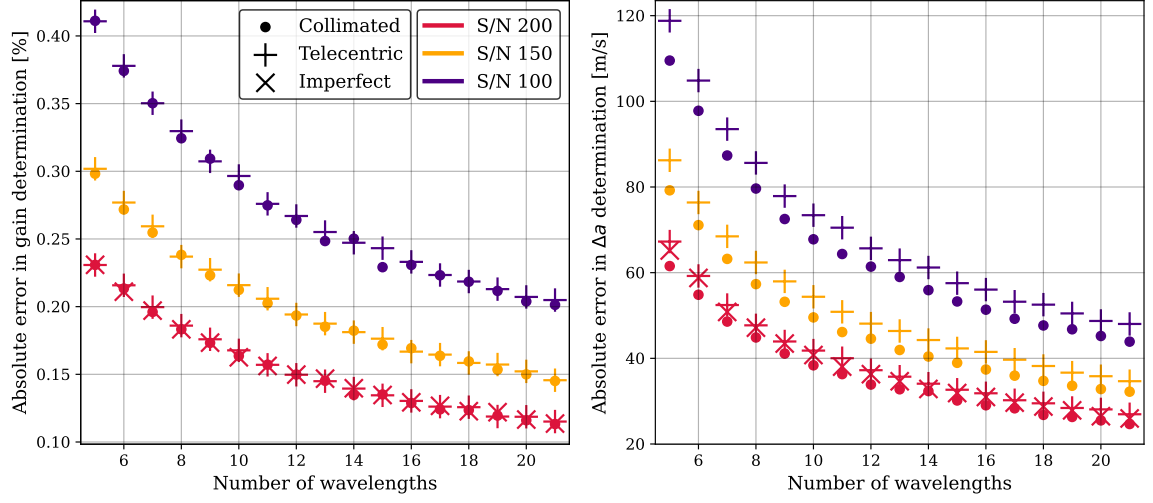 Absolute error in gain determination [%]
0.40
0.35
0.30
0.25
0.20
0.15
0.10
6 8 10 12 14 16 18 20
Number of wavelengths
Collimated
Telecentric
Imperfect
S/N 200
S/N 150
S/N 100
Absolute error in Δa determination [m/s]
120
100
80
60
40
20
6 8 10 12 14 16 18 20
Number of wavelengths